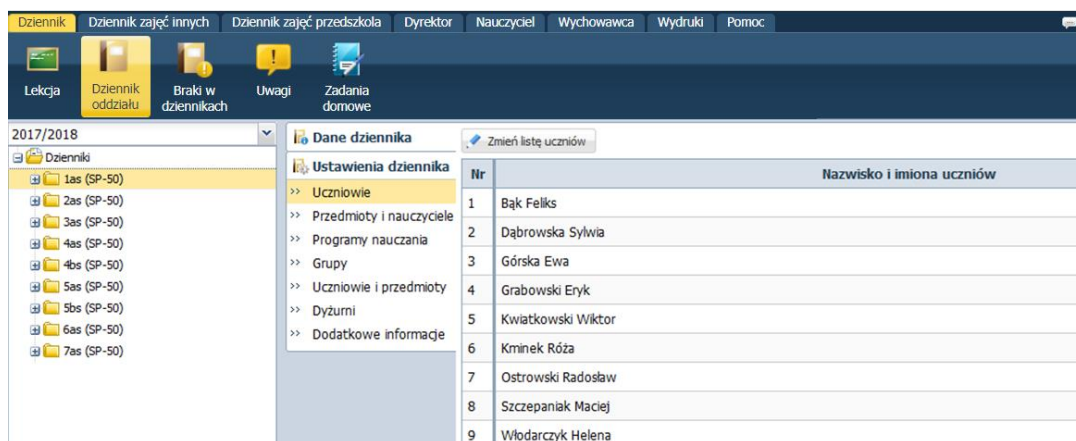 Dziennik Dziennik zajęć innych Dziennik zajęć przedszkola Dyrektor Nauczyciel Wychowawca Wydruki Pomoc
Lekcja
Dziennik
oddziału
Braki w
dziennikach
Uwagi
Zadania
domowe
2017/2018
Dzienniki
1as (SP-50)
2as (SP-50)
3as (SP-50)
4as (SP-50)
4bs (SP-50)
5as (SP-50)
5bs (SP-50)
6as (SP-50)
7as (SP-50)
Dane dziennika
Ustawienia dziennika
Uczniowie
Przedmioty i nauczyciele
Programy nauczania
Grupy
Uczniowie i przedmioty
Dyżurni
Dodatkowe informacje
Zmień listę uczniów
Nr Nazwisko i imiona uczniów
1 Bąk Feliks
2 Dąbrowska Sylwia
3 Górska Ewa
4 Grabowski Eryk
5 Kwiatkowski Wiktor
6 Kminek Róża
7 Ostrowski Radosław
8 Szczepaniak Maciej
9 Włodarczyk Helena